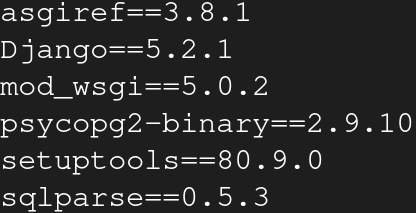 asgiref==3.8.1
Django==5.2.1
mod_wsgi==5.0.2
psycopg2-binary==2.9.10
setuptools==80.9.0
sqlparse==0.5.3